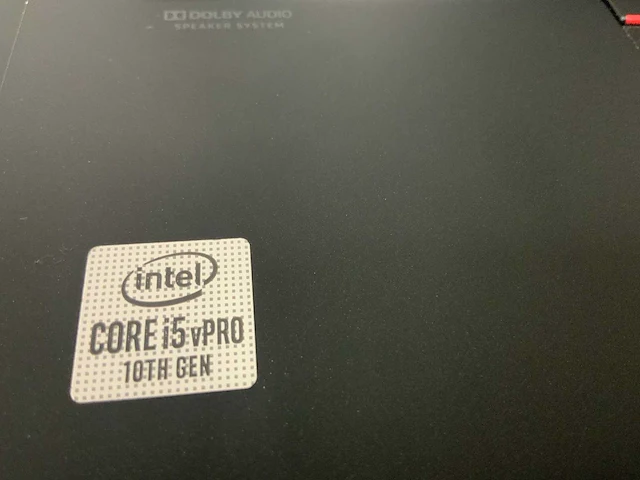 DOLBY AUDIO
SPEAKER SYSTEM
intel
CORE i5 vPRO
10TH GEN